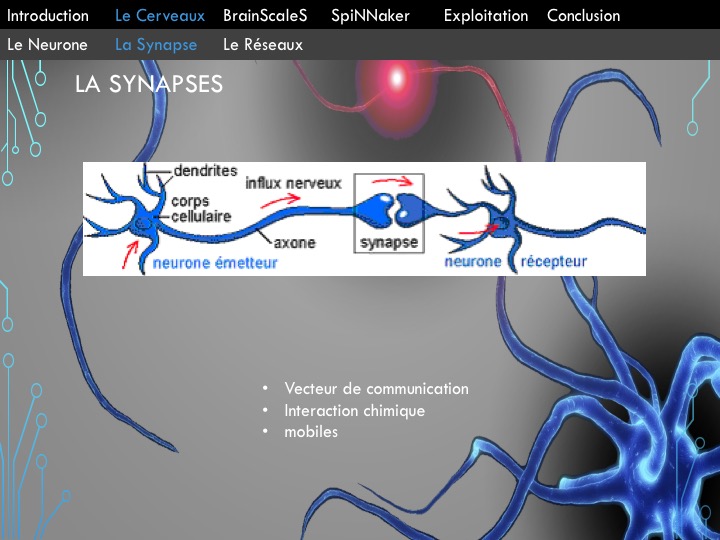 Introduction Le Cerveaux BrainScaleS SpiNNaker Exploitation Conclusion
Le Neurone La Synapse Le Réseaux
LA SYNAPSES
dendrites
influx nerveux
corps
cellulaire
axone
synapse
neurone émetteur
neurone récepteur
• Vecteur de communication
• Interaction chimique
• mobiles